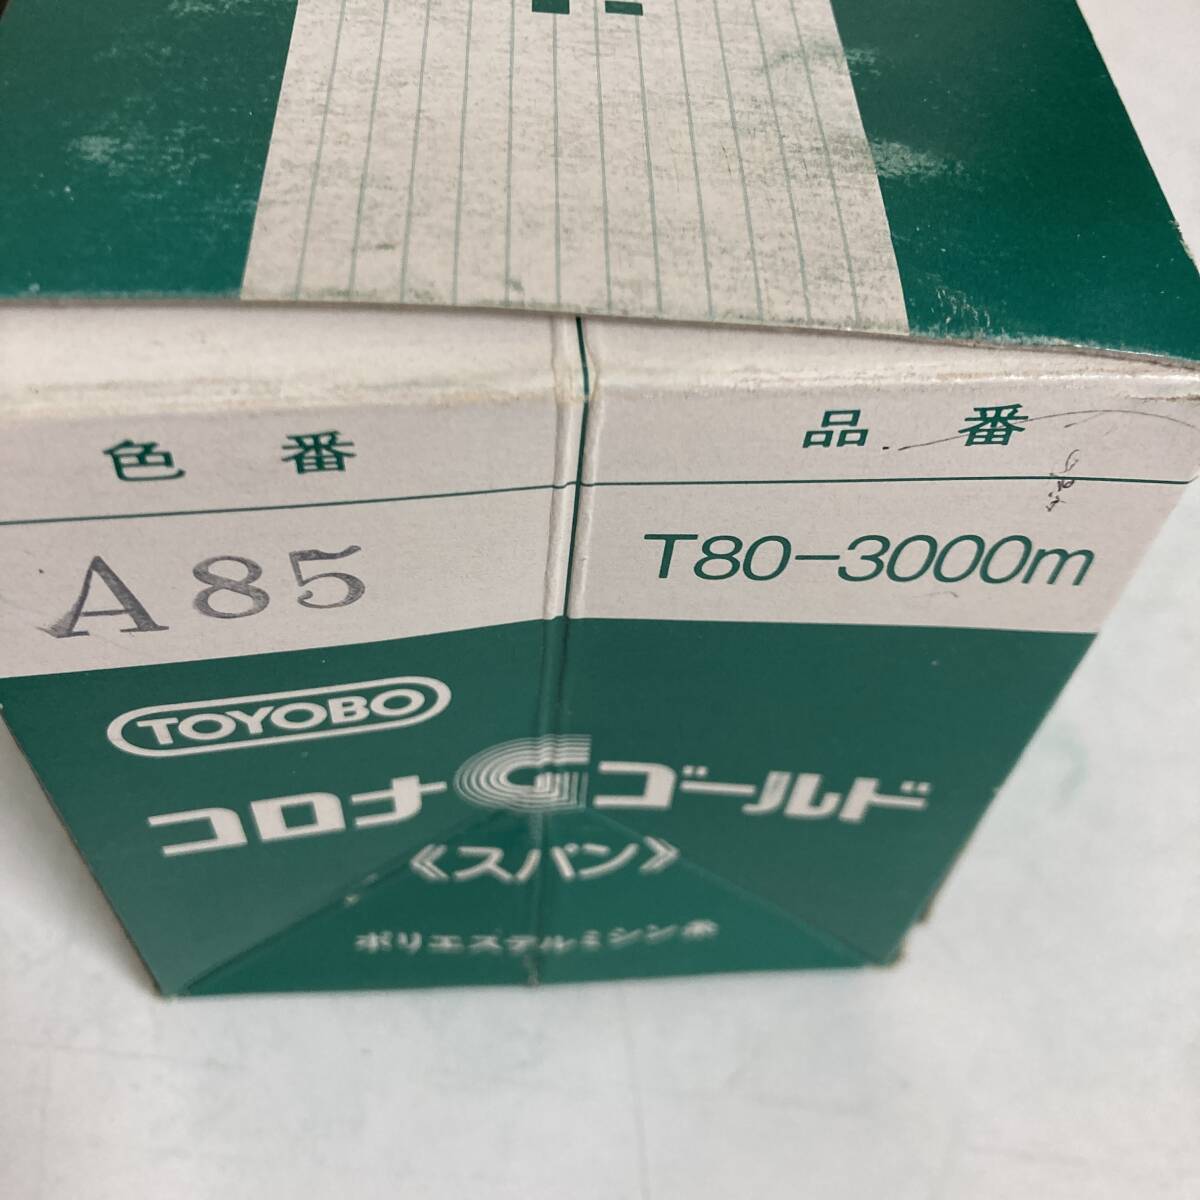 色番
品番
A85
T80-3000m
TOYOBO
コロナGゴールド
《スパン》
ポリエステルミシン糸